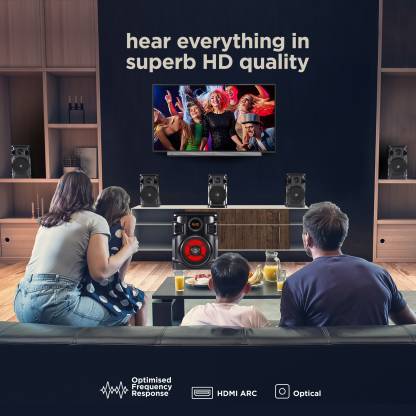 hear everything in
superb HD quality
Optimised
Frequency
Response
HDMI ARC
Optical